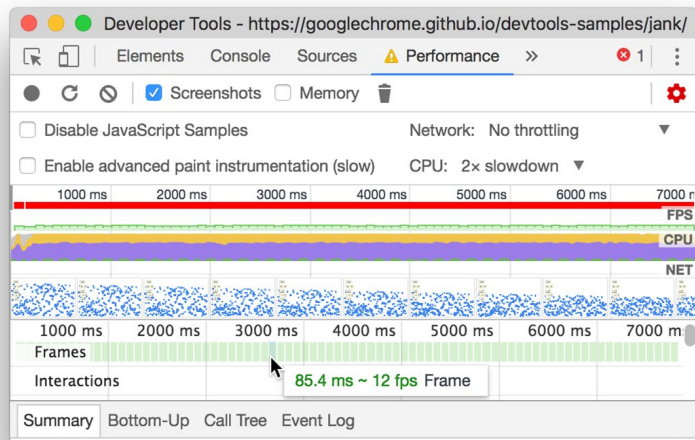 Developer Tools - https://googlechrome.github.io/devtools-samples/jank/
Elements Console Sources Performance » 1
Screenshots Memory
Disable JavaScript Samples Network: No throttling ▼
Enable advanced paint instrumentation (slow) CPU: 2× slowdown ▼
1000 ms 2000 ms 3000 ms 4000 ms 5000 ms 6000 ms 7000 m
FPS
CPU
NET
1000 ms 2000 ms 3000 ms 4000 ms 5000 ms 6000 ms 7000 m
Frames
85.4 ms ~ 12 fps Frame
Interactions
Summary Bottom-Up Call Tree Event Log